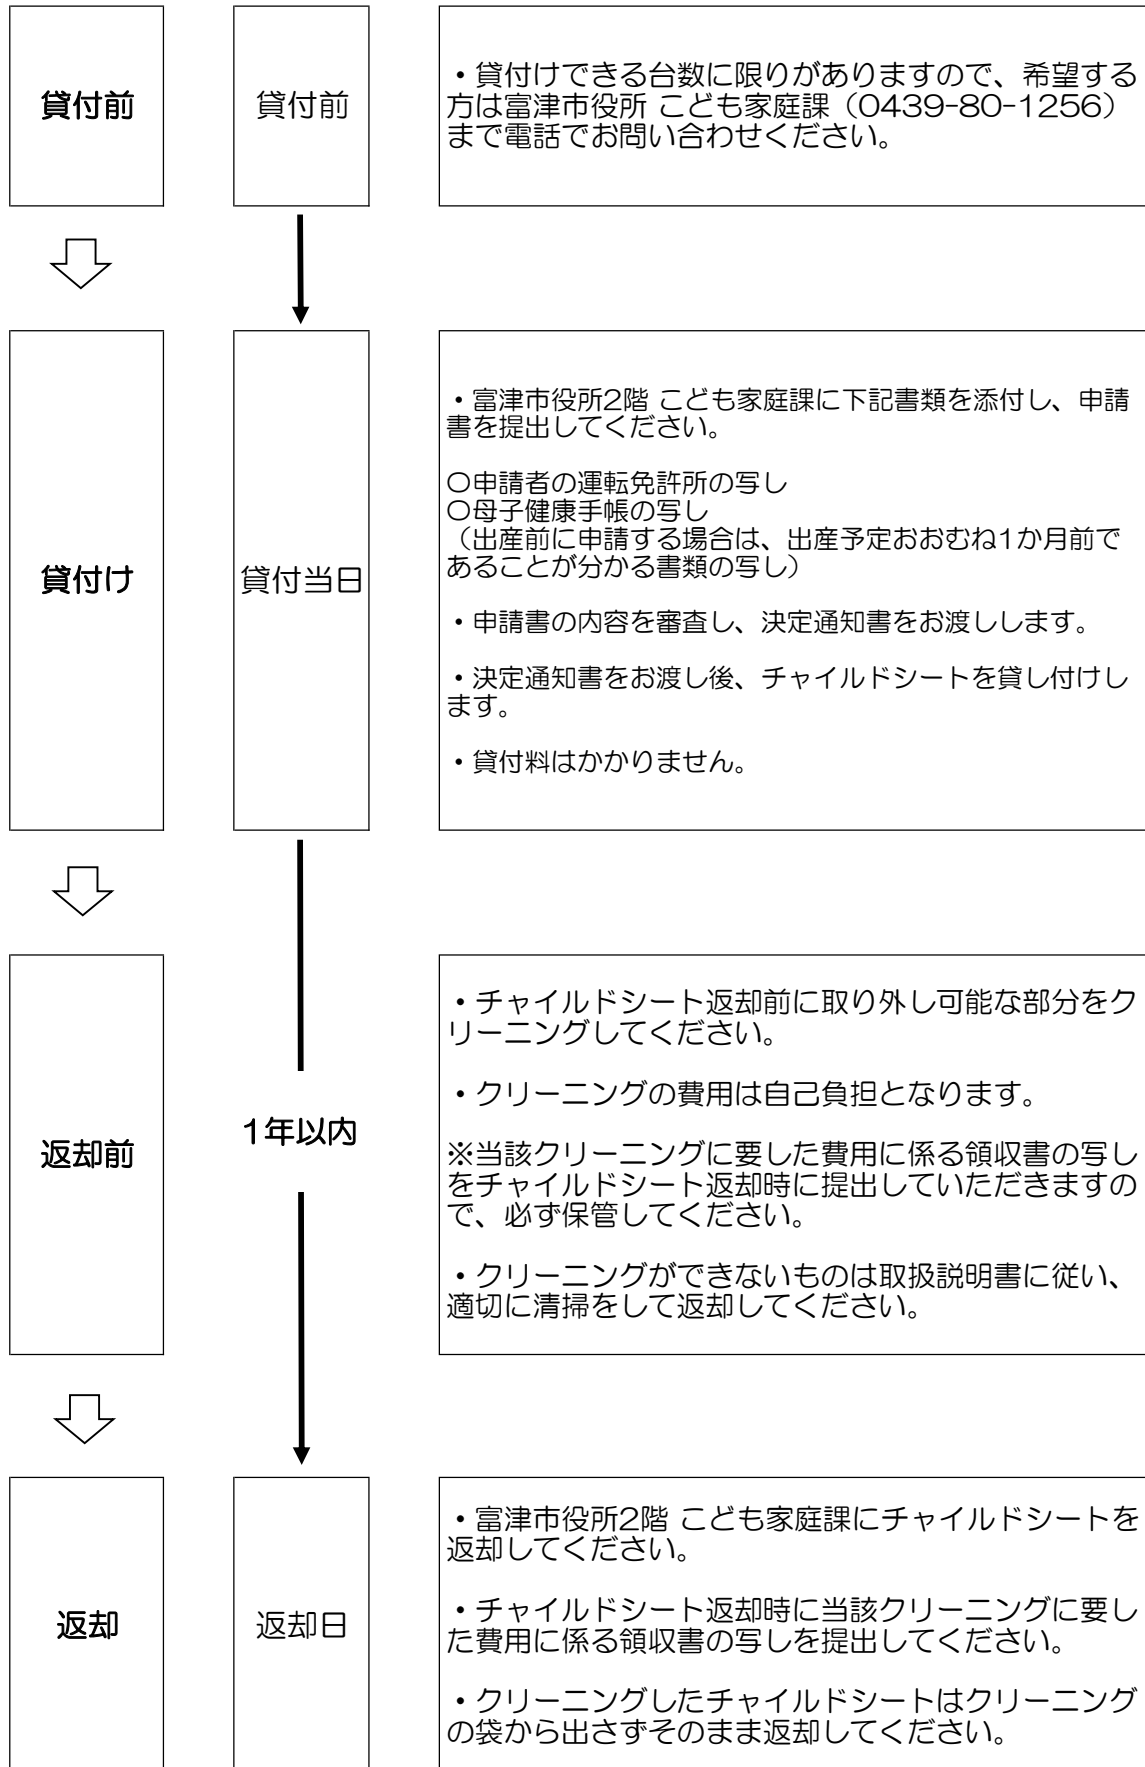 貸付前
貸付前
・貸付けできる台数に限りがありますので、希望する
方は富津市役所 こども家庭課（0439-80-1256）
まで電話でお問い合わせください。
貸付け
貸付当日
・富津市役所2階 こども家庭課に下記書類を添付し、申請
書を提出してください。
〇申請者の運転免許所の写し
〇母子健康手帳の写し
（出産前に申請する場合は、出産予定おおむね1か月前で
あることが分かる書類の写し）
・申請書の内容を審査し、決定通知書をお渡しします。
・決定通知書をお渡し後、チャイルドシートを貸し付けし
ます。
・貸付料はかかりません。
返却前
1年以内
・チャイルドシート返却前に取り外し可能な部分をク
リーニングしてください。
・クリーニングの費用は自己負担となります。
※当該クリーニングに要した費用に係る領収書の写し
をチャイルドシート返却時に提出していただきますの
で、必ず保管してください。
・クリーニングができないものは取扱説明書に従い、
適切に清掃をして返却してください。
返却
返却日
・富津市役所2階 こども家庭課にチャイルドシートを
返却してください。
・チャイルドシート返却時に当該クリーニングに要し
た費用に係る領収書の写しを提出してください。
・クリーニングしたチャイルドシートはクリーニング
の袋から出さずそのまま返却してください。